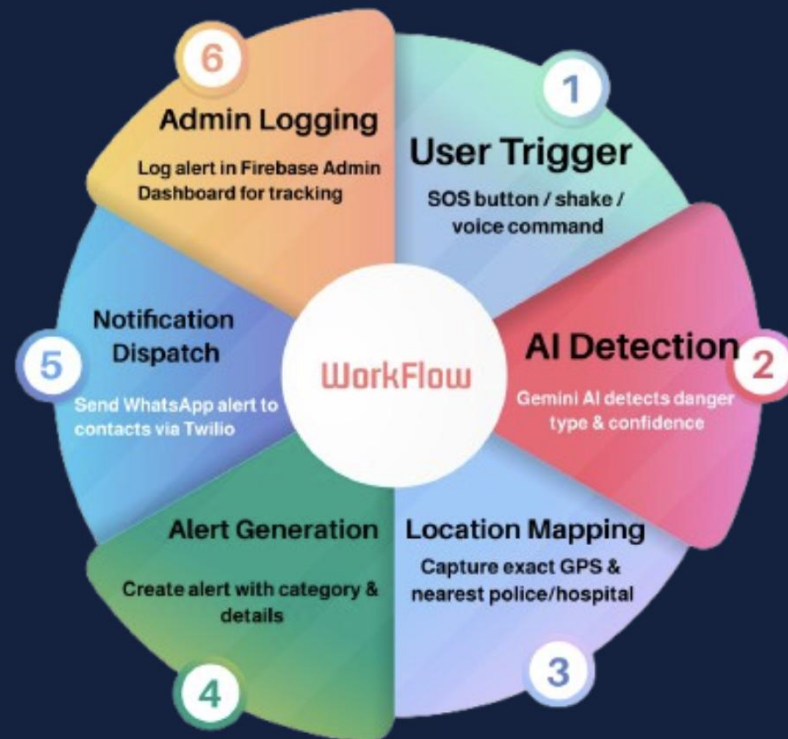 WorkFlow
1
User Trigger
SOS button / shake /
voice command
2
AI Detection
Gemini AI detects danger
type & confidence
3
Location Mapping
Capture exact GPS &
nearest police/hospital
4
Alert Generation
Create alert with category &
details
5
Notification
Dispatch
Send WhatsApp alert to
contacts via Twilio
6
Admin Logging
Log alert in Firebase Admin
Dashboard for tracking